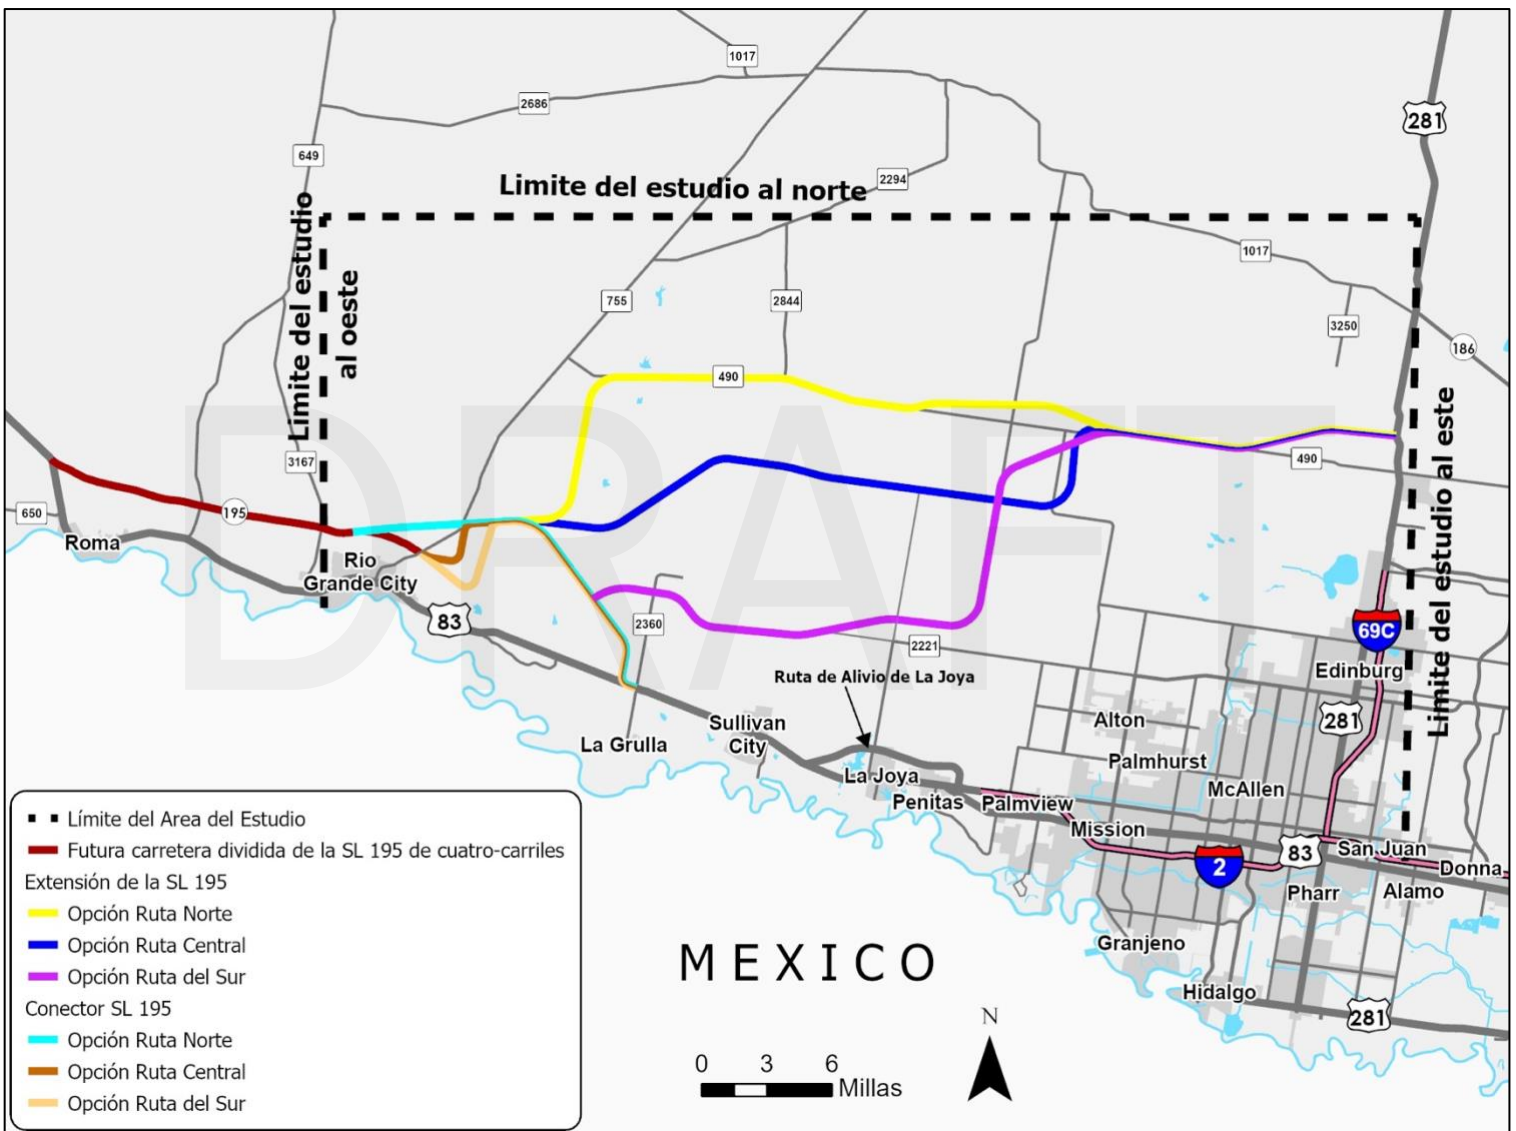 1017
281
2686
649
Limite del estudio al norte
2294
Limite del estudio
al oeste
1017
755
2844
3250
186
490
DRAFT
3167
490
Limite del estudio al este
650
195
Roma
Rio
Grande City
83
2360
2221
69C
Edinburg
Ruta de Alivio de La Joya
281
Alton
Sullivan
City
La Grulla
Palmhurst
La Joya
McAllen
Penitas
Palmview
Mission
83
San Juan
2
Donna
Pharr
Alamo
Granjeno
MEXICO
Hidalgo
281
N
0 3 6
Millas
Límite del Area del Estudio
Futura carretera dividida de la SL 195 de cuatro-carriles
Extensión de la SL 195
Opción Ruta Norte
Opción Ruta Central
Opción Ruta del Sur
Conector SL 195
Opción Ruta Norte
Opción Ruta Central
Opción Ruta del Sur